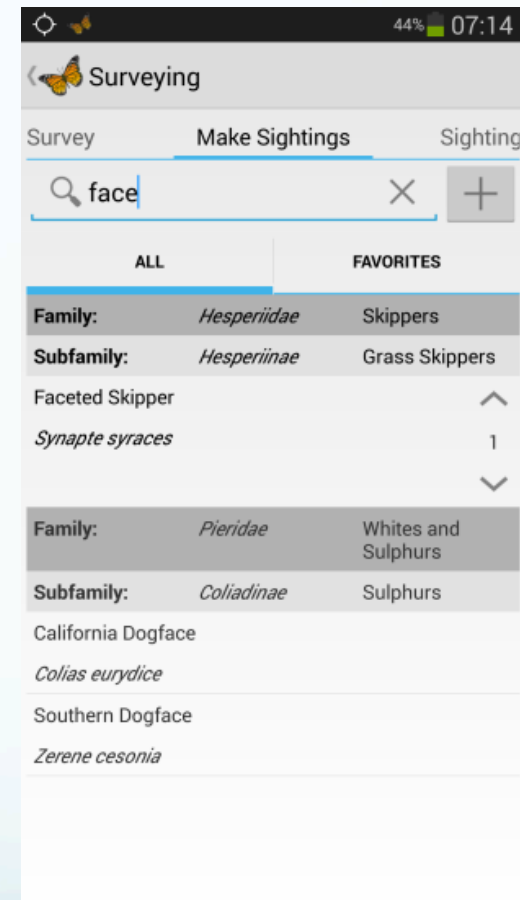 44% 07:14
Surveying
Survey Make Sightings Sighting
face
ALL FAVORITES
Family: Hesperiidae Skippers
Subfamily: Hesperiinae Grass Skippers
Faceted Skipper
Synapte syraces 1
Family: Pieridae Whites and
Sulphurs
Subfamily: Coliadinae Sulphurs
California Dogface
Colias eurydice
Southern Dogface
Zerene cesonia